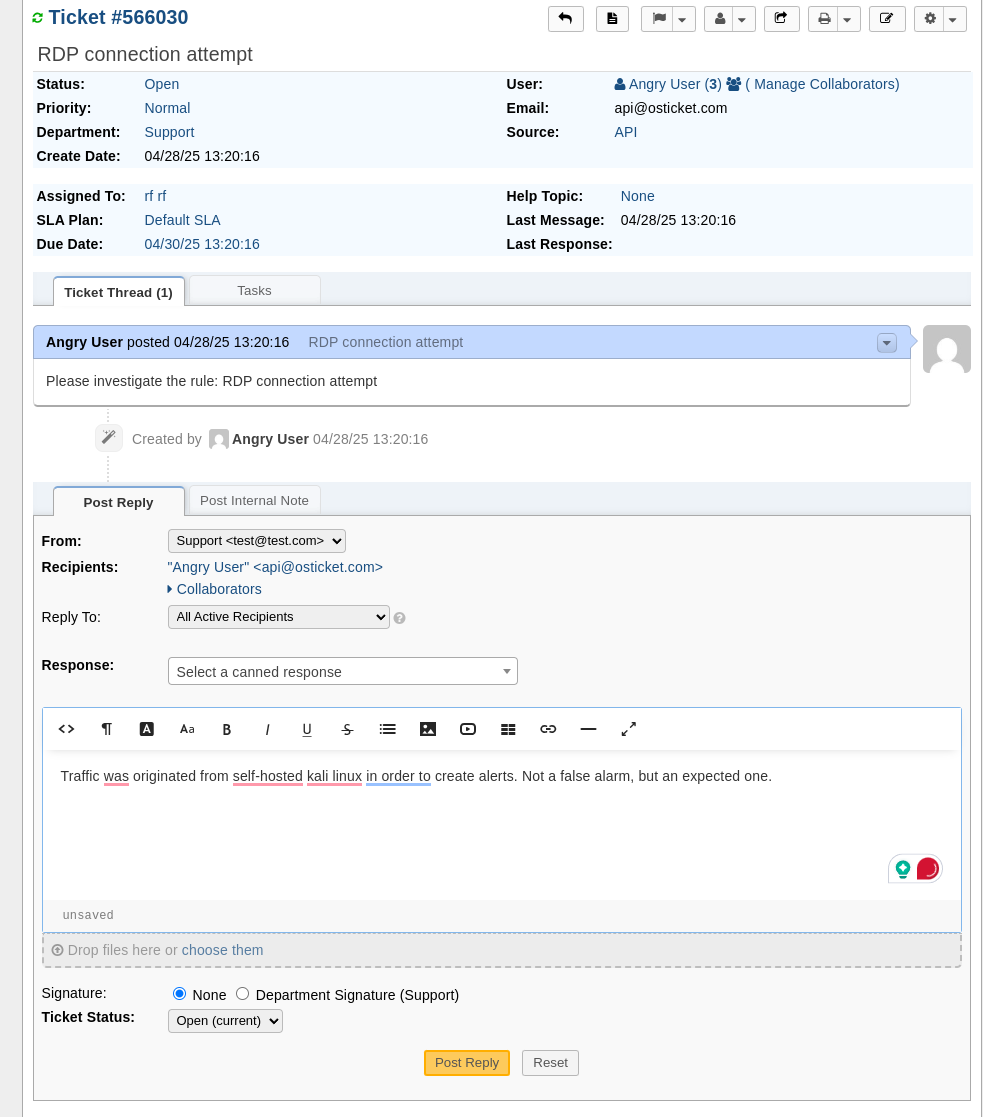 Ticket #566030
RDP connection attempt
Status: Open User: Angry User (3) ( Manage Collaborators)
Priority: Normal Email: api@osticket.com
Department: Support Source: API
Create Date: 04/28/25 13:20:16
Assigned To: rf rf Help Topic: None
SLA Plan: Default SLA Last Message: 04/28/25 13:20:16
Due Date: 04/30/25 13:20:16 Last Response:
Ticket Thread (1) Tasks
Angry User posted 04/28/25 13:20:16 RDP connection attempt
Please investigate the rule: RDP connection attempt
Created by Angry User 04/28/25 13:20:16
Post Reply Post Internal Note
From: Support <test@test.com>
Recipients: "Angry User" <api@osticket.com>
Collaborators
Reply To: All Active Recipients
Response: Select a canned response
Traffic was originated from self-hosted kali linux in order to create alerts. Not a false alarm, but an expected one.
unsaved
Drop files here or choose them
Signature: None Department Signature (Support)
Ticket Status: Open (current)
Post Reply Reset